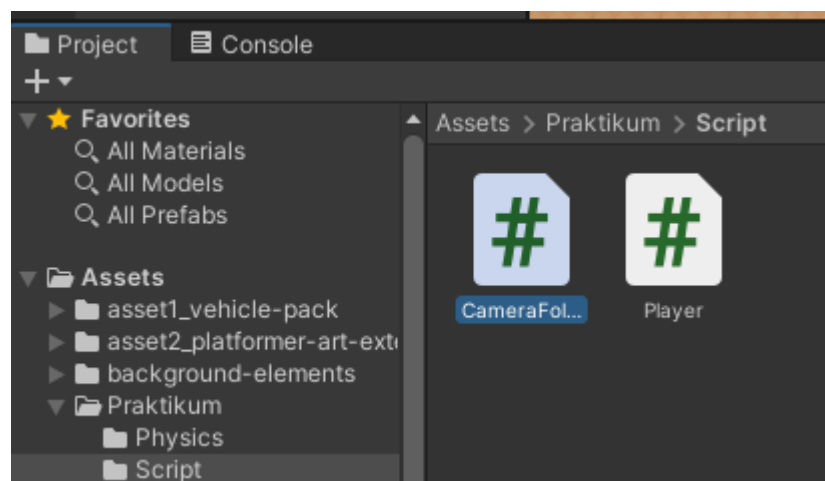 Project Console
+
Favorites
All Materials
All Models
All Prefabs
Assets
asset1_vehicle-pack
asset2_platformer-art-exte
background-elements
Praktikum
Physics
Script
Assets > Praktikum > Script
# #
CameraFol... Player